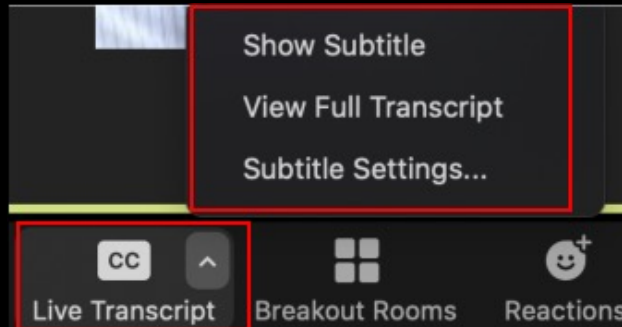 Show Subtitle
View Full Transcript
Subtitle Settings...
CC
Live Transcript
Breakout Rooms
Reactions